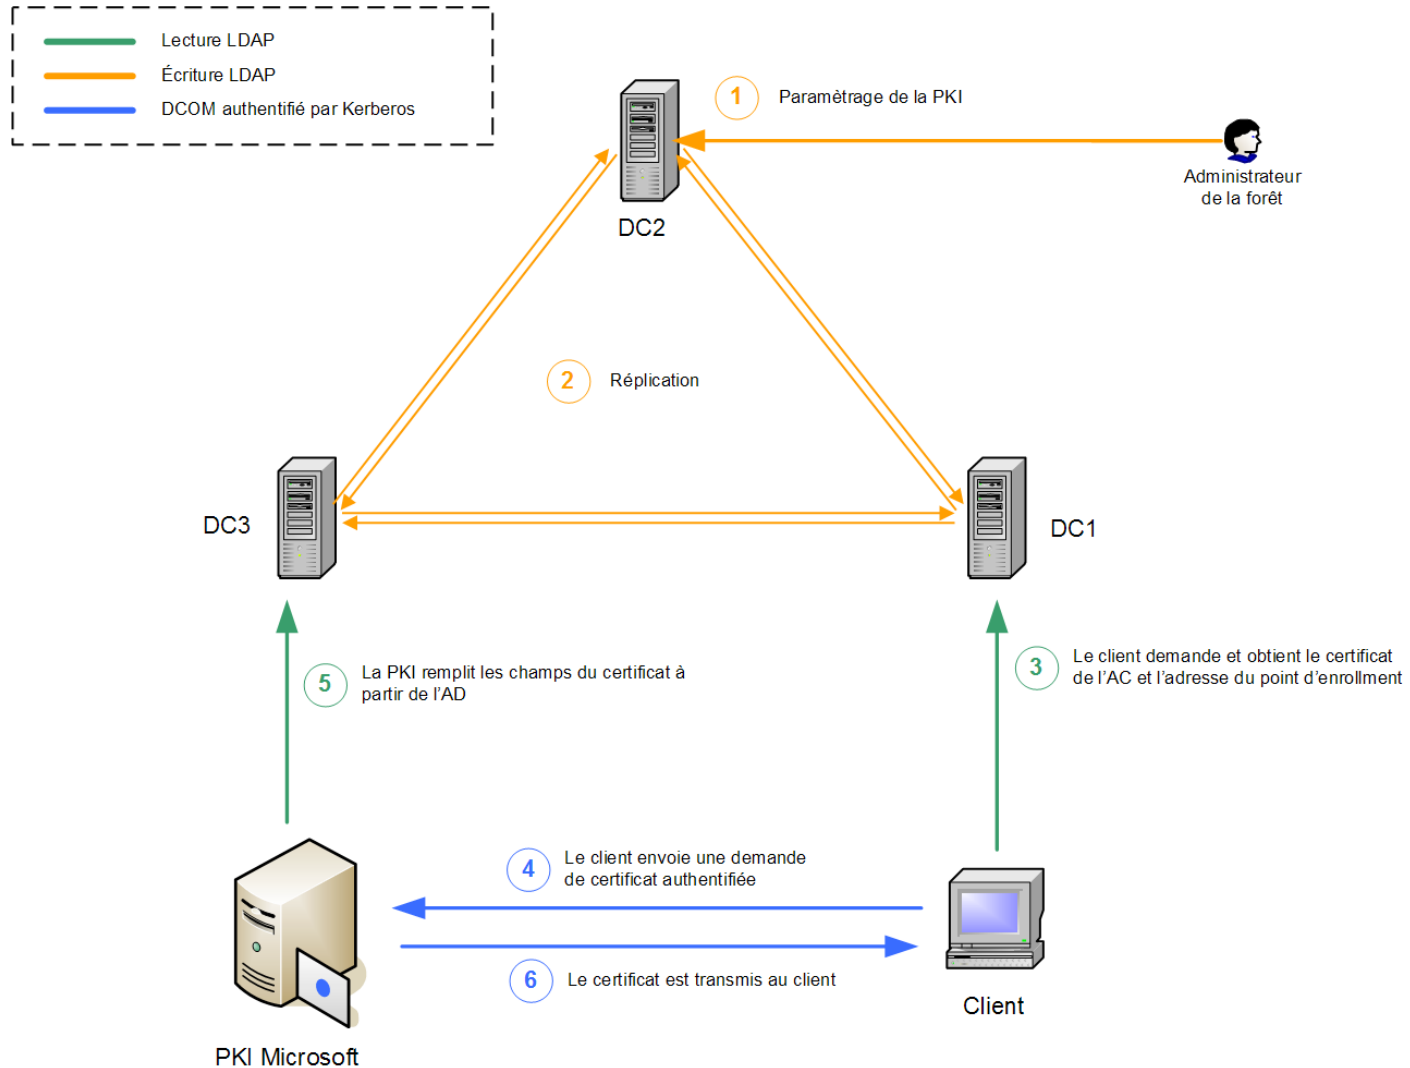 Lecture LDAP
Écriture LDAP
DCOM authentifié par Kerberos
1
Paramètrage de la PKI
Administrateur
de la forêt
DC2
2
Réplication
DC3
DC1
3
Le client demande et obtient le certificat
de l'AC et l'adresse du point d'enrollment
5
La PKI remplit les champs du certificat à
partir de l'AD
4
Le client envoie une demande
de certificat authentifiée
6
Le certificat est transmis au client
Client
PKI Microsoft